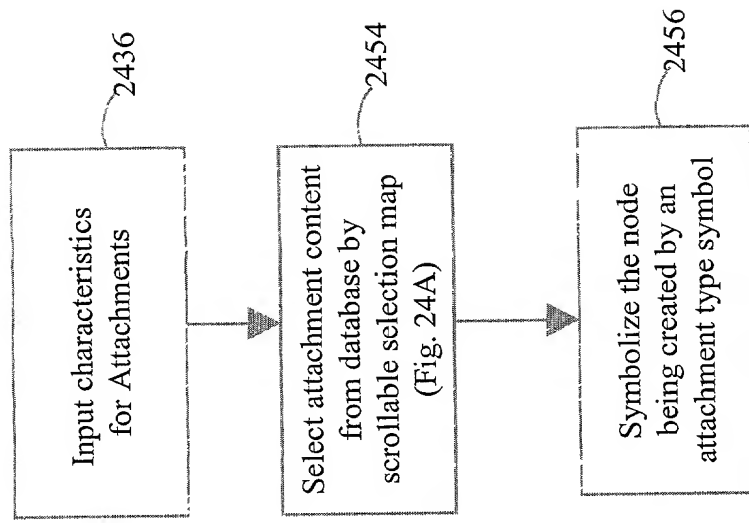 2436
Input characteristics
for Attachments
2454
Select attachment content
from database by
scrollable selection map
(Fig. 24A)
2456
Symbolize the node
being created by an
attachment type symbol